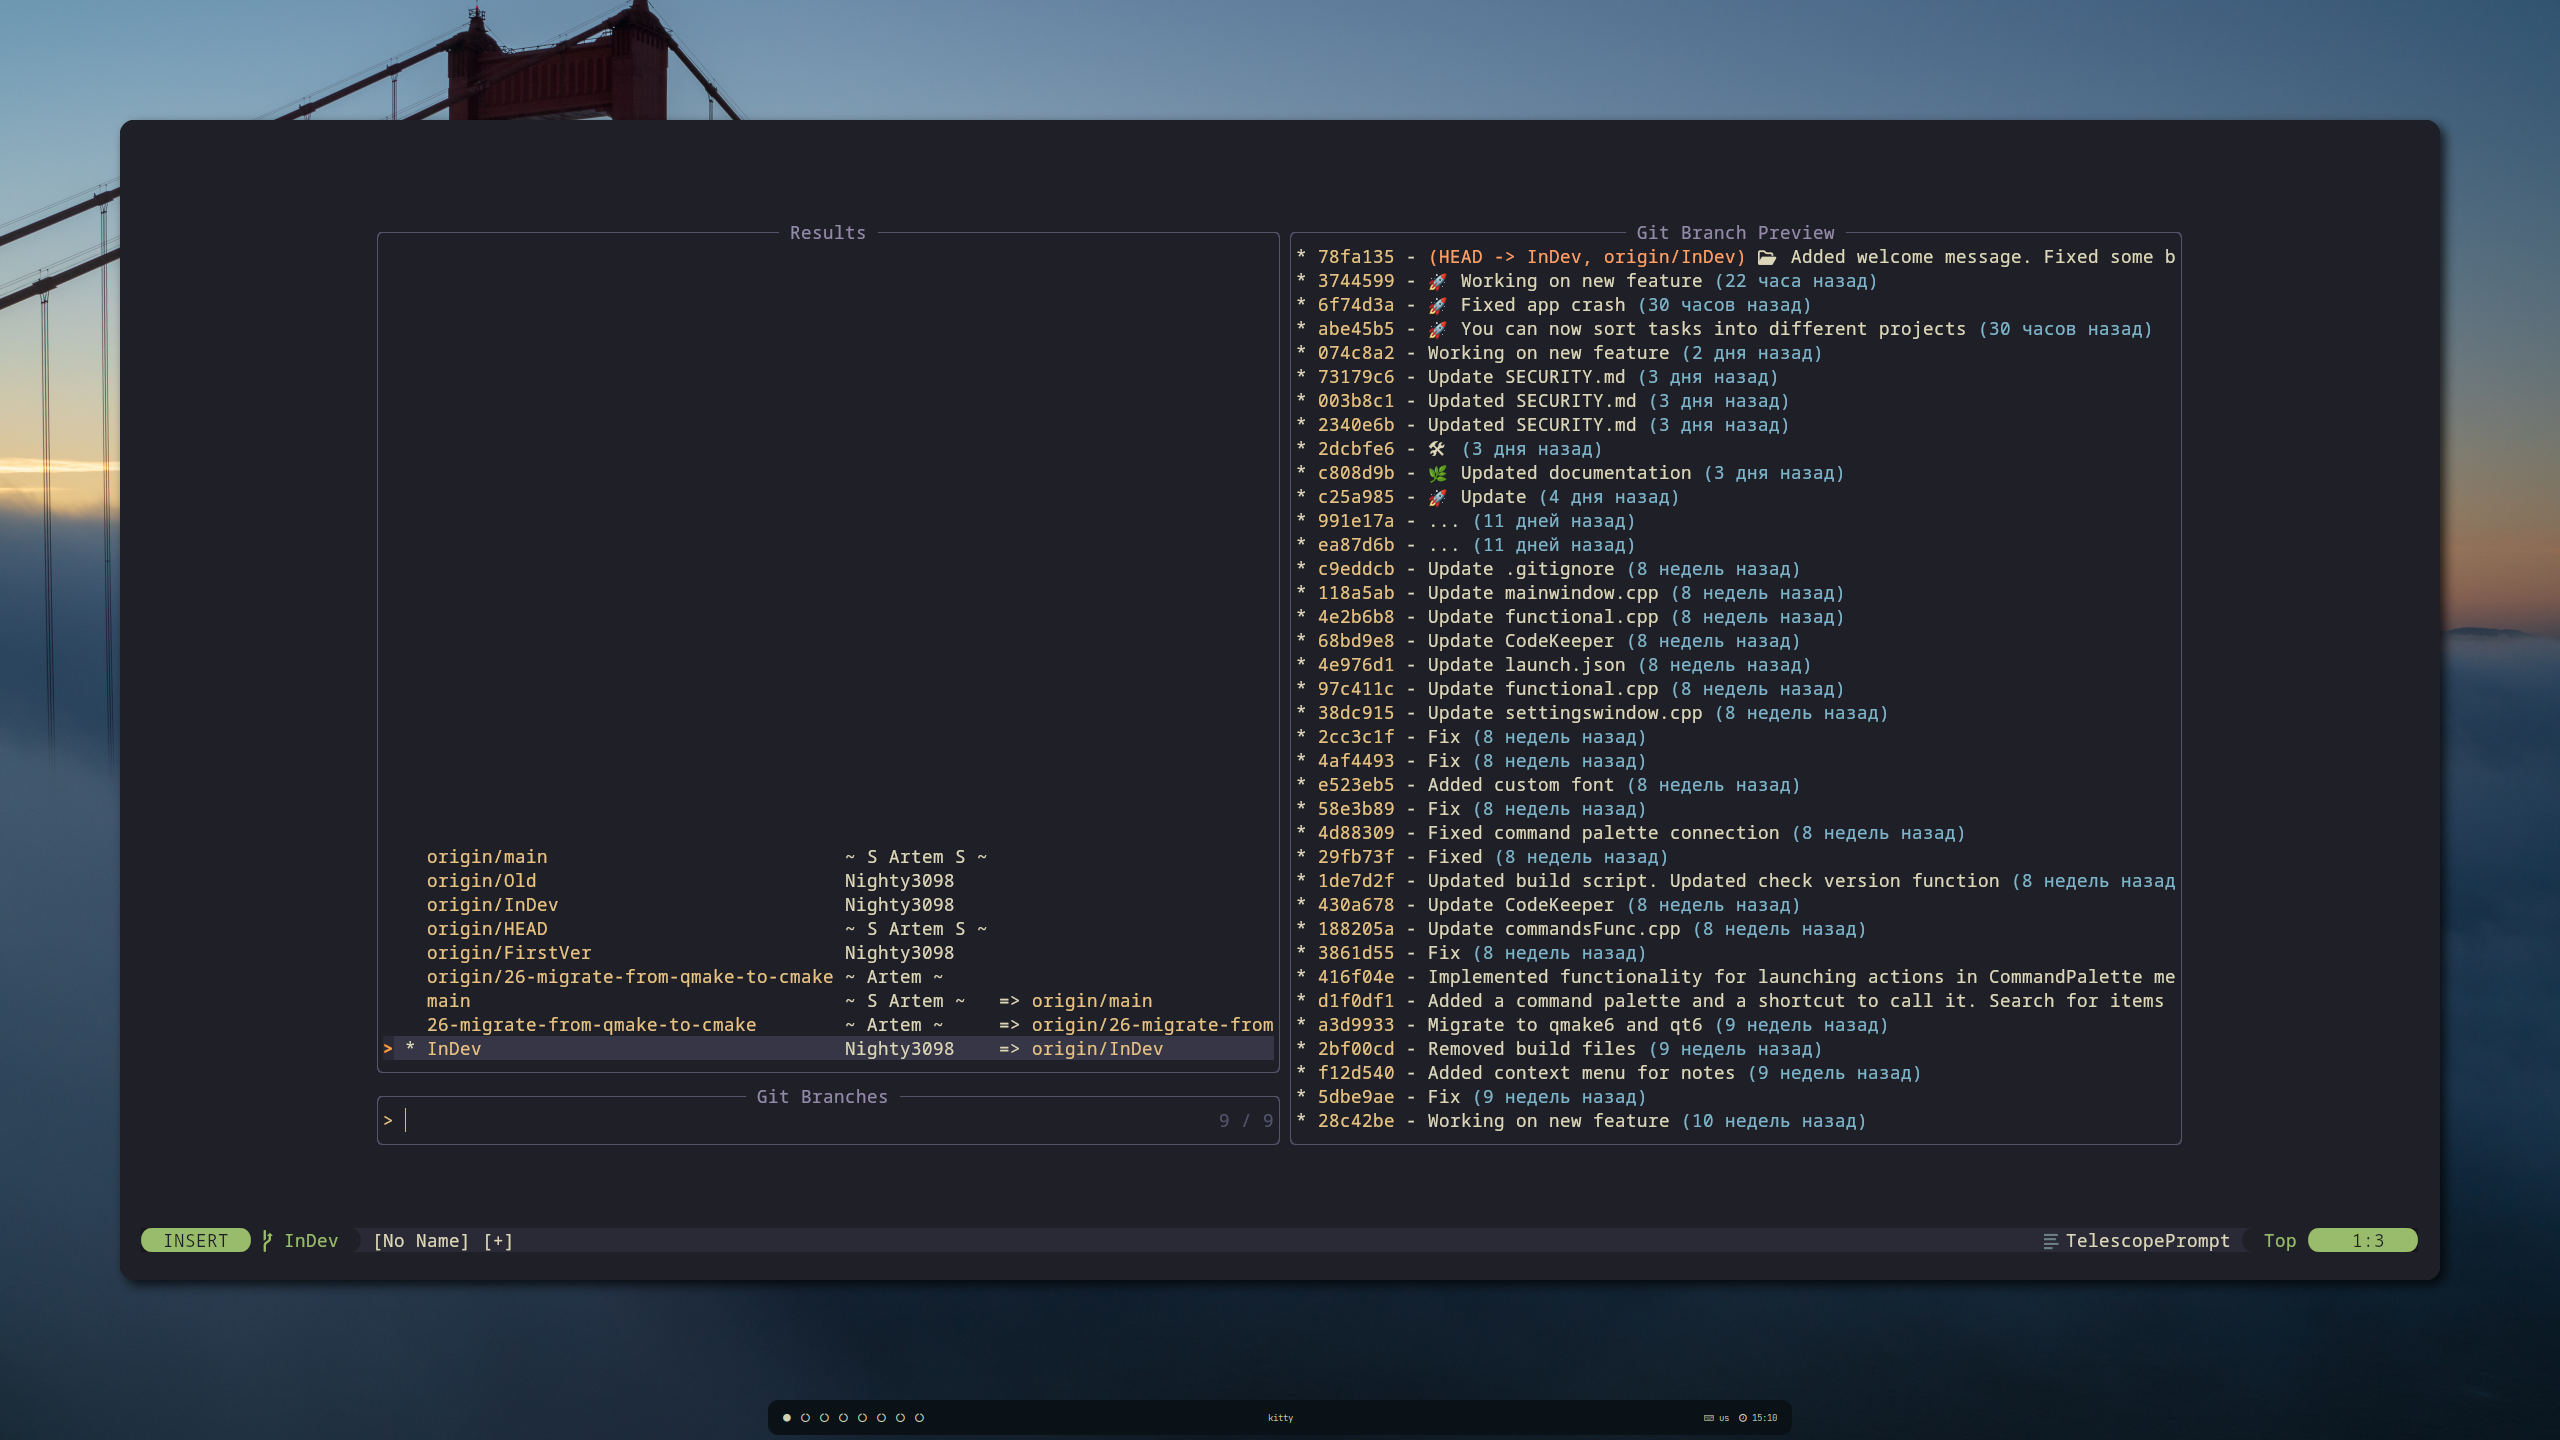 Results
origin/main ~ S Artem S ~
origin/Old Nighty3098
origin/InDev Nighty3098
origin/HEAD ~ S Artem S ~
origin/FirstVer Nighty3098
origin/26-migrate-from-qmake-to-cmake ~ Artem ~
main ~ S Artem ~ => origin/main
26-migrate-from-qmake-to-cmake ~ Artem ~ => origin/26-migrate-from
> * InDev Nighty3098 => origin/InDev
Git Branches
> 9 / 9
Git Branch Preview
* 78fa135 - (HEAD -> InDev, origin/InDev) 📂 Added welcome message. Fixed some b
* 3744599 - 🚀 Working on new feature (22 часа назад)
* 6f74d3a - 🚀 Fixed app crash (30 часов назад)
* abe45b5 - 🚀 You can now sort tasks into different projects (30 часов назад)
* 074c8a2 - Working on new feature (2 дня назад)
* 73179c6 - Update SECURITY.md (3 дня назад)
* 003b8c1 - Updated SECURITY.md (3 дня назад)
* 2340e6b - Updated SECURITY.md (3 дня назад)
* 2dcbfe6 - 🛠 (3 дня назад)
* c808d9b - 🌿 Updated documentation (3 дня назад)
* c25a985 - 🚀 Update (4 дня назад)
* 991e17a - ... (11 дней назад)
* ea87d6b - ... (11 дней назад)
* c9eddcb - Update .gitignore (8 недель назад)
* 118a5ab - Update mainwindow.cpp (8 недель назад)
* 4e2b6b8 - Update functional.cpp (8 недель назад)
* 68bd9e8 - Update CodeKeeper (8 недель назад)
* 4e976d1 - Update launch.json (8 недель назад)
* 97c411c - Update functional.cpp (8 недель назад)
* 38dc915 - Update settingswindow.cpp (8 недель назад)
* 2cc3c1f - Fix (8 недель назад)
* 4af4493 - Fix (8 недель назад)
* e523eb5 - Added custom font (8 недель назад)
* 58e3b89 - Fix (8 недель назад)
* 4d88309 - Fixed command palette connection (8 недель назад)
* 29fb73f - Fixed (8 недель назад)
* 1de7d2f - Updated build script. Updated check version function (8 недель назад
* 430a678 - Update CodeKeeper (8 недель назад)
* 188205a - Update commandsFunc.cpp (8 недель назад)
* 3861d55 - Fix (8 недель назад)
* 416f04e - Implemented functionality for launching actions in CommandPalette me
* d1f0df1 - Added a command palette and a shortcut to call it. Search for items
* a3d9933 - Migrate to qmake6 and qt6 (9 недель назад)
* 2bf00cd - Removed build files (9 недель назад)
* f12d540 - Added context menu for notes (9 недель назад)
* 5dbe9ae - Fix (9 недель назад)
* 28c42be - Working on new feature (10 недель назад)
INSERT InDev [No Name] [+] TelescopePrompt Top 1:3
kitty us 15:10